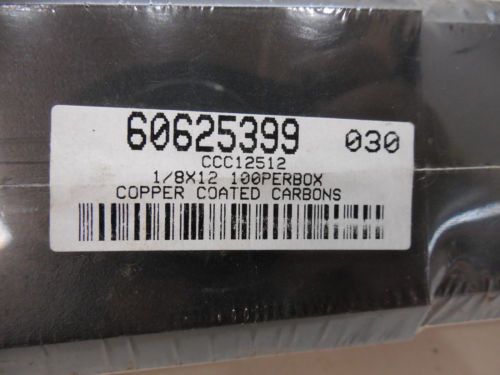 60625399 030
CCC12512
1/8X12 100PERBOX
COPPER COATED CARBONS